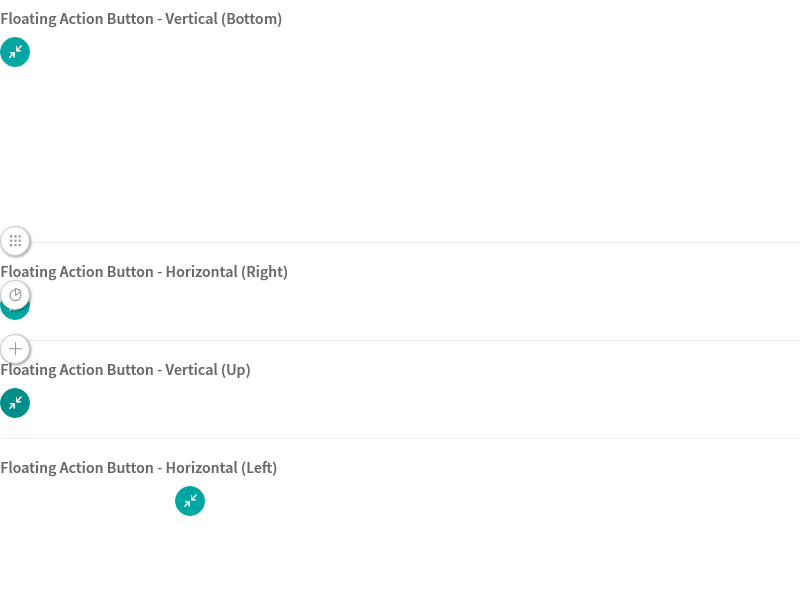 Floating Action Button - Vertical (Bottom)
Floating Action Button - Horizontal (Right)
Floating Action Button - Vertical (Up)
Floating Action Button - Horizontal (Left)